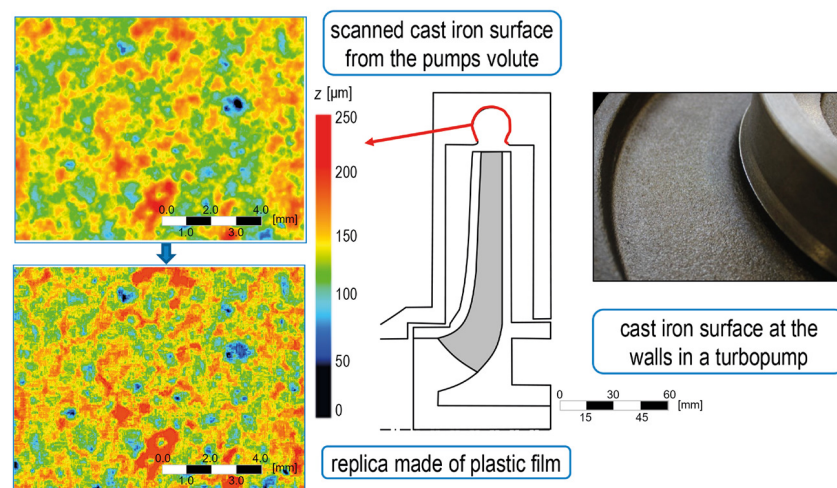 scanned cast iron surface
from the pumps volute
z [μm]
250
200
150
100
50
0
0.0 2.0 4.0
[mm]
1.0 3.0
0.0 2.0 4.0
[mm]
1.0 3.0
cast iron surface at the
walls in a turbopump
0 30 60
[mm]
15 45
replica made of plastic film